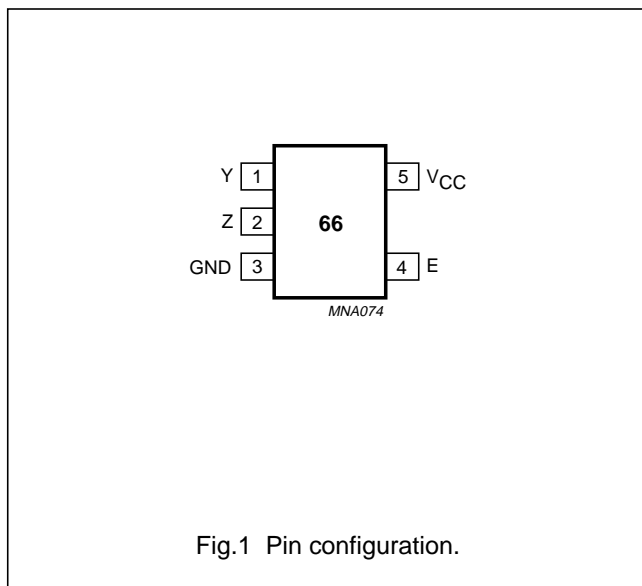 Y 1 5 VCC
Z 2 66
GND 3 4 E
MNA074
Fig.1 Pin configuration.